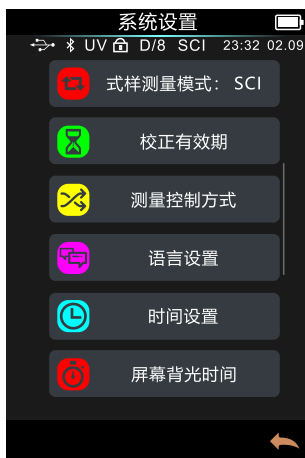 系统设置
UV D/8 SCI 23:32 02.09
式样测量模式：SCI
校正有效期
测量控制方式
语言设置
时间设置
屏幕背光时间